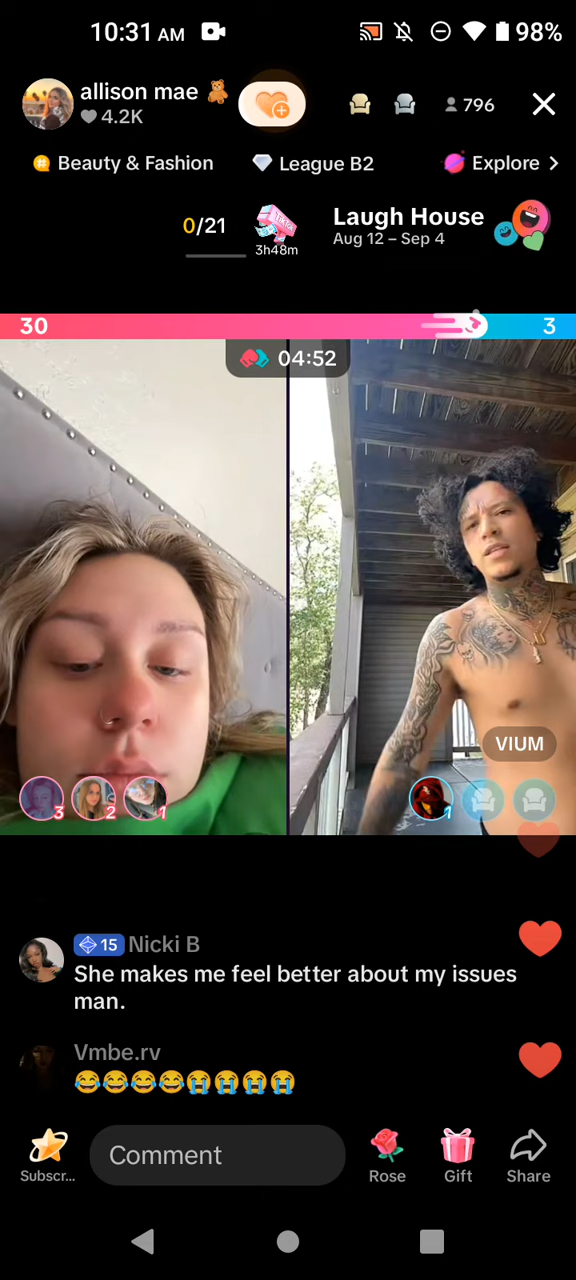 10:31 AM
98%
allison mae 🧸
4.2K
796
Beauty & Fashion
League B2
Explore >
0/21
TikTok
3h48m
Laugh House
Aug 12 – Sep 4
30
3
04:52
VIUM
3
2
1
1
15 Nicki B
She makes me feel better about my issues
man.
Vmbe.rv
😂😂😂😂😭😭😭😭
Subscr...
Comment
Rose
Gift
Share